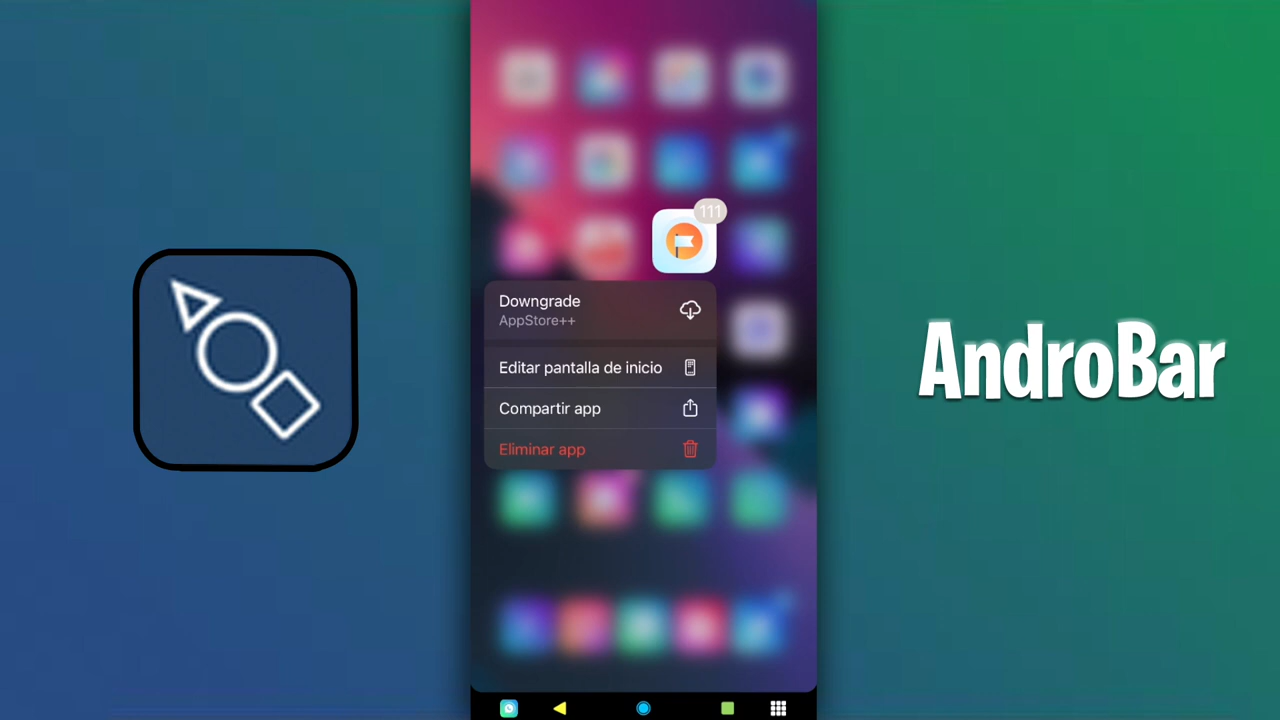 111
Downgrade
AppStore++
Editar pantalla de inicio
Compartir app
Eliminar app
AndroBar